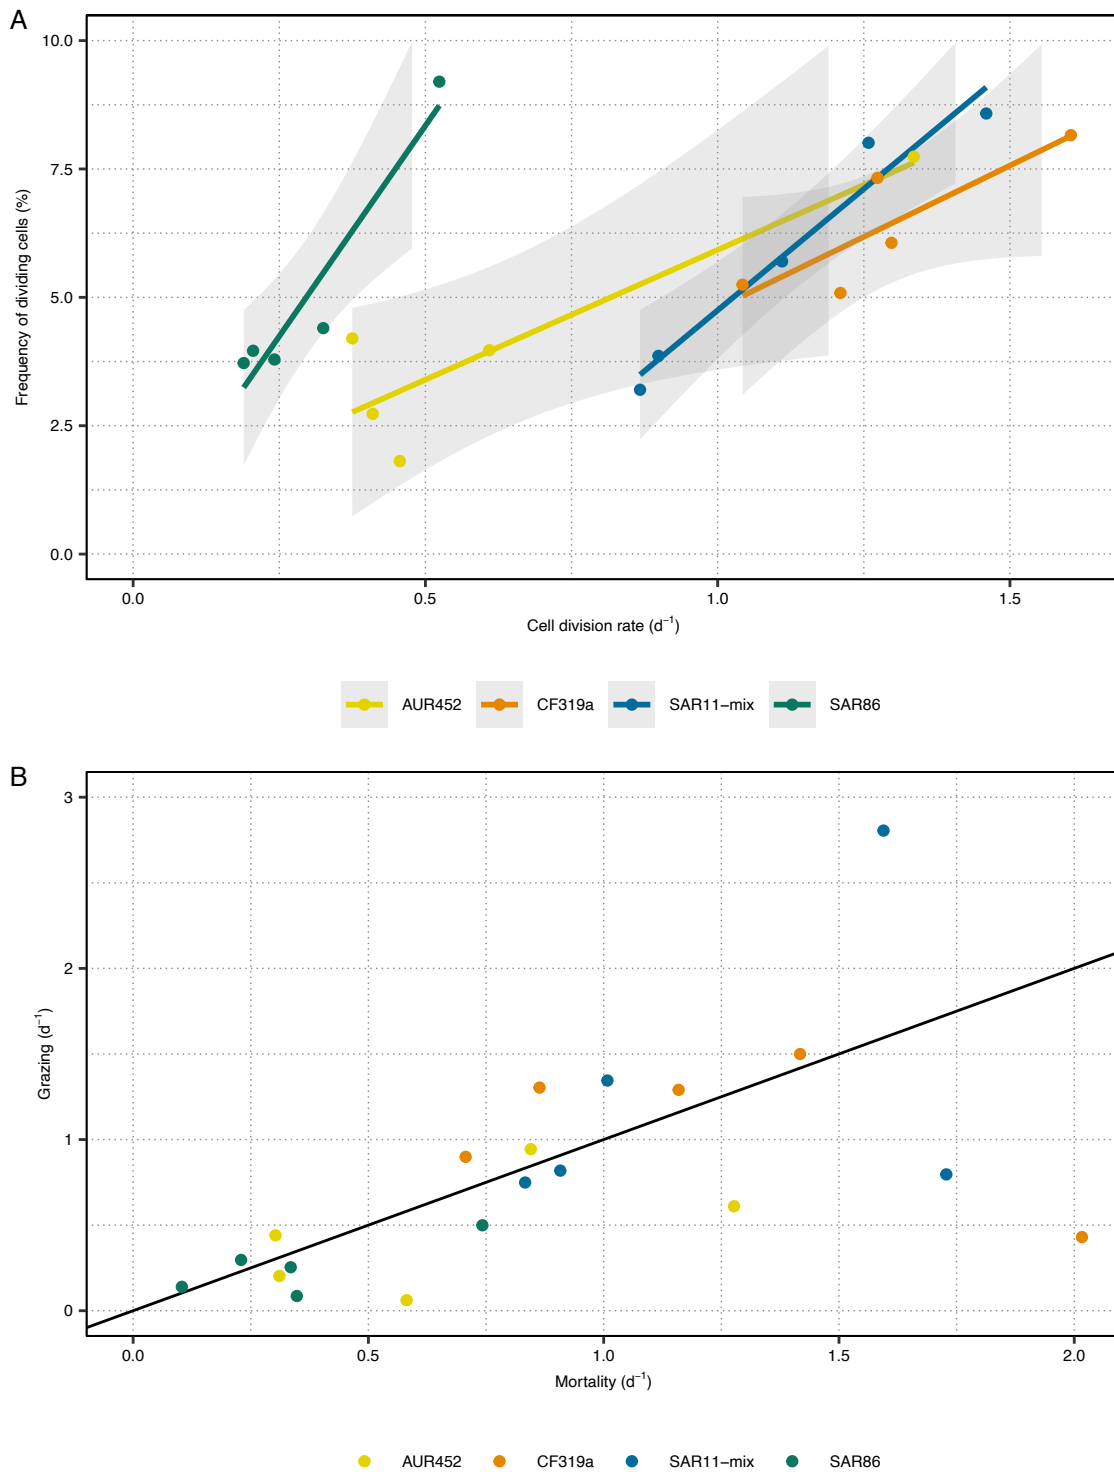 A
10.0
7.5
5.0
2.5
0.0
Frequency of dividing cells (%)
0.0 0.5 1.0 1.5
Cell division rate (d⁻¹)
AUR452 CF319a SAR11−mix SAR86
B
3
2
1
0
Grazing (d⁻¹)
0.0 0.5 1.0 1.5 2.0
Mortality (d⁻¹)
AUR452 CF319a SAR11−mix SAR86